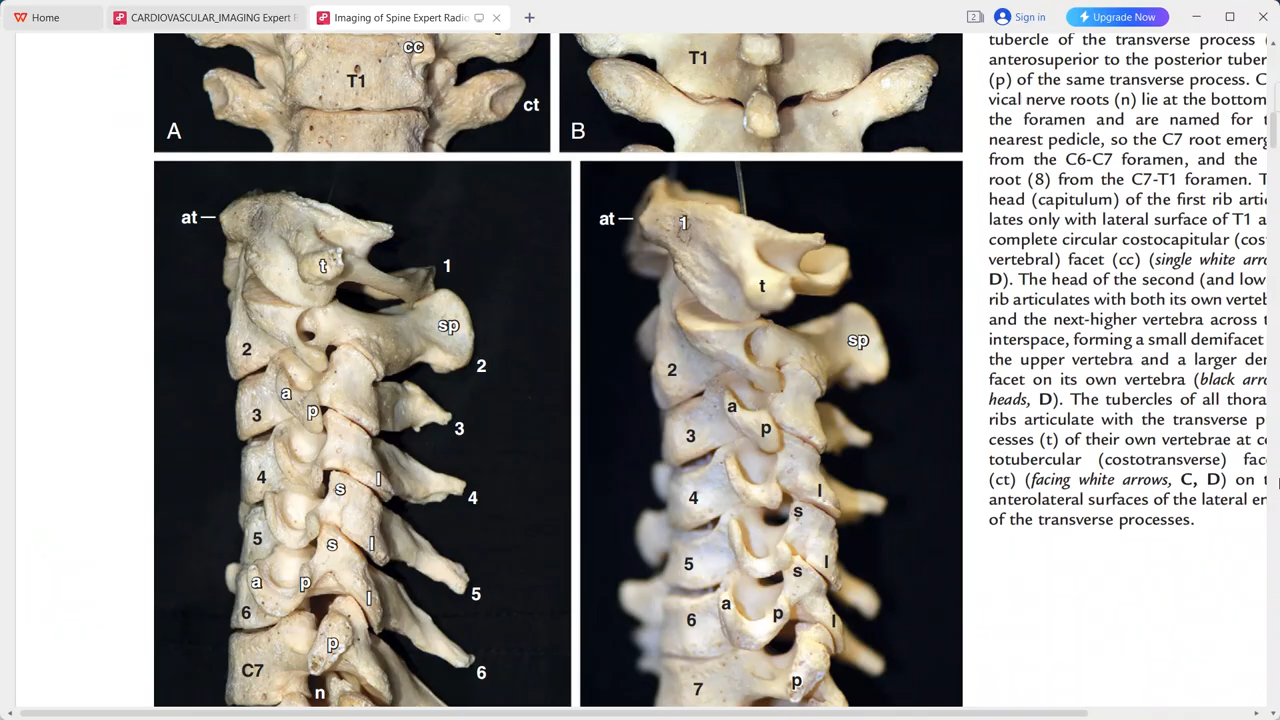 Home
CARDIOVASCULAR_IMAGING Expert
Imaging of Spine Expert Radio
2
Sign in
Upgrade Now
cc
T1
ct
A
T1
B
at
t
1
sp
2
2
a
p
3
3
4
s
l
4
5
s
l
a
p
5
6
l
p
C7
6
n
at
1
t
sp
2
a
p
3
4
l
s
5
s
l
a
p
6
l
7
p
tubercle of the transverse process
anterosuperior to the posterior tuber
(p) of the same transverse process. C
vical nerve roots (n) lie at the bottom
the foramen and are named for
nearest pedicle, so the C7 root emerg
from the C6-C7 foramen, and the
root (8) from the C7-T1 foramen. T
head (capitulum) of the first rib artic
lates only with lateral surface of T1 a
complete circular costocapitular (cos
vertebral) facet (cc) (single white arro
D). The head of the second (and low
rib articulates with both its own verteb
and the next-higher vertebra across t
interspace, forming a small demifacet
the upper vertebra and a larger dem
facet on its own vertebra (black arro
heads, D). The tubercles of all thora
ribs articulate with the transverse p
cesses (t) of their own vertebrae at co
totubercular (costotransverse) face
(ct) (facing white arrows, C, D) on t
anterolateral surfaces of the lateral en
of the transverse processes.